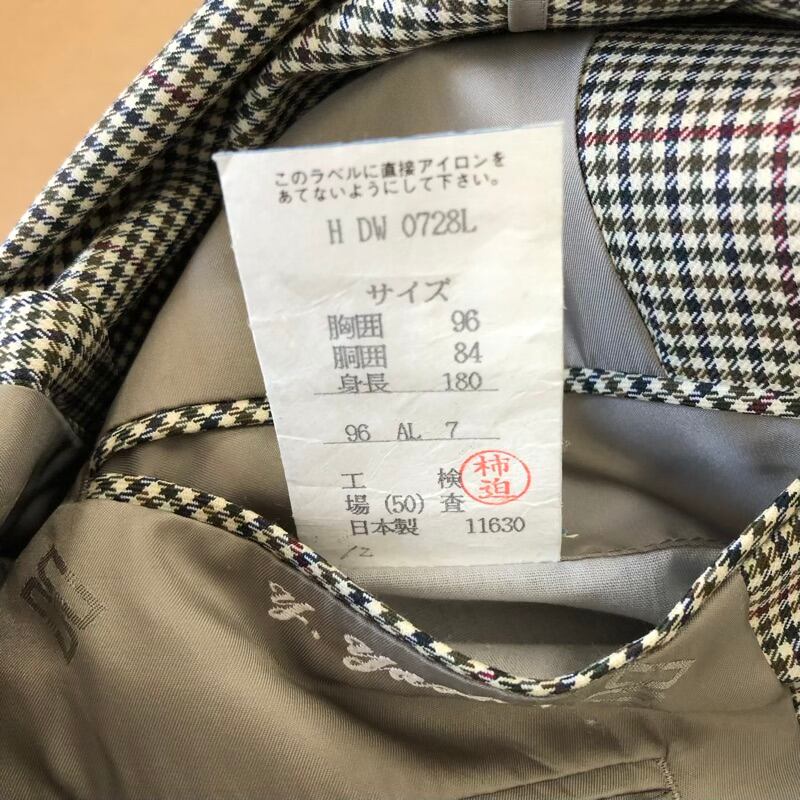 このラベルに直接アイロンを
あてないようにして下さい。
H DW 0728L
サイズ
胸囲 96
胴囲 84
身長 180
96 AL 7
工 検
場 (50) 査
柿迫
日本製 11630
12